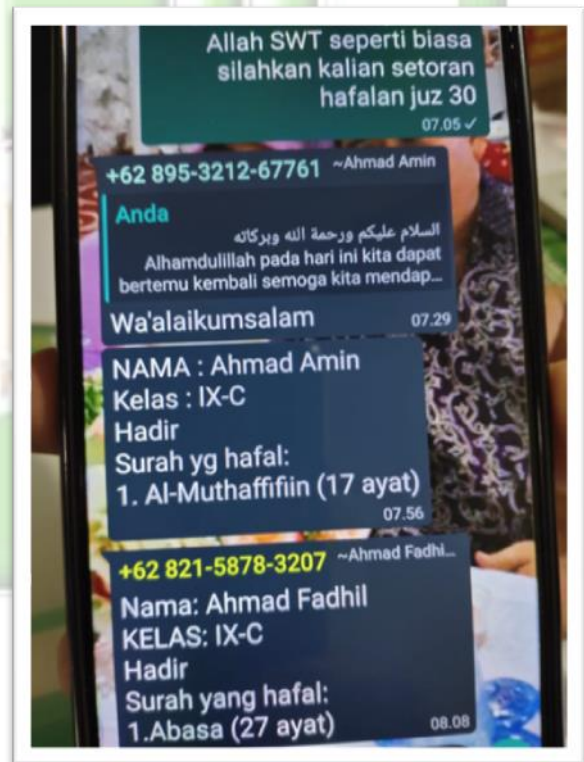 Allah SWT seperti biasa
silahkan kalian setoran
hafalan juz 30
07.05
+62 895-3212-67761 ~Ahmad Amin
Anda
السلام عليكم ورحمة الله وبركاته
Alhamdulillah pada hari ini kita dapat
bertemu kembali semoga kita mendap...
Wa'alaikumsalam 07.29
NAMA : Ahmad Amin
Kelas : IX-C
Hadir
Surah yg hafal:
1. Al-Muthaffifiin (17 ayat)
07.56
+62 821-5878-3207 ~Ahmad Fadhi...
Nama: Ahmad Fadhil
KELAS: IX-C
Hadir
Surah yang hafal:
1.Abasa (27 ayat) 08.08